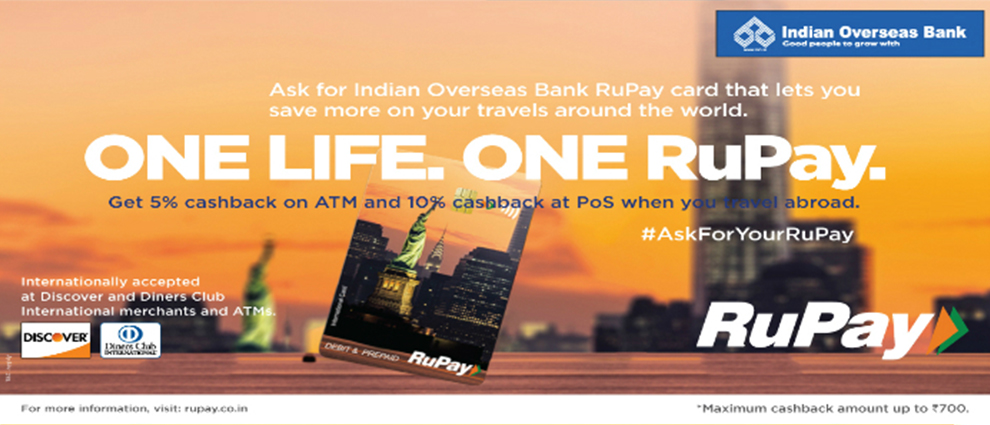 Indian Overseas Bank
Good people to grow with
Ask for Indian Overseas Bank RuPay card that lets you
save more on your travels around the world.
ONE LIFE. ONE RuPay.
Get 5% cashback on ATM and 10% cashback at PoS when you travel abroad.
#AskForYourRuPay
Internationally accepted
at Discover and Diners Club
International merchants and ATMs.
DISCOVER
Diners Club
INTERNATIONAL
International Card
DEBIT & PREPAID
RuPay
RuPay
For more information, visit: rupay.co.in
*Maximum cashback amount up to ₹700.